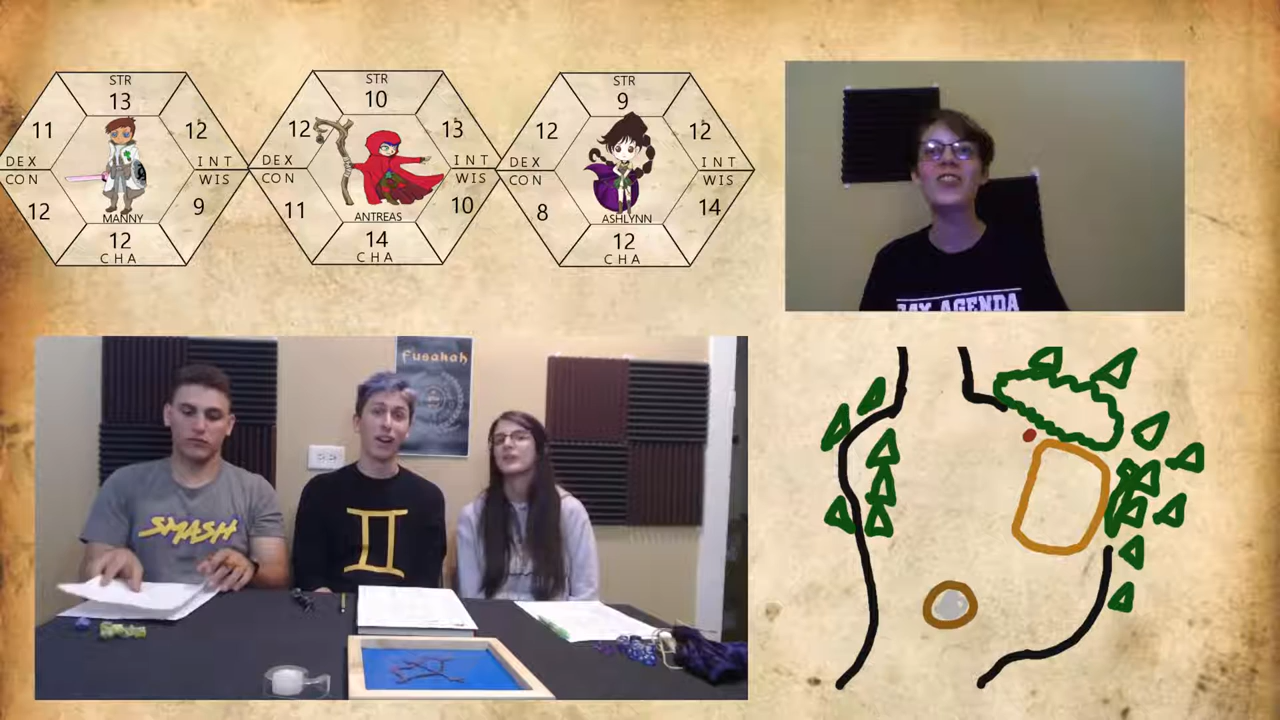 STR
13
11
12
DEX
INT
CON
WIS
12
9
MANNY
12
CHA
STR
10
12
13
DEX
INT
CON
WIS
11
10
ANTREAS
14
CHA
STR
9
12
12
DEX
INT
CON
WIS
8
14
ASHLYNN
12
CHA
AGENDA
Fusahah
SMASH